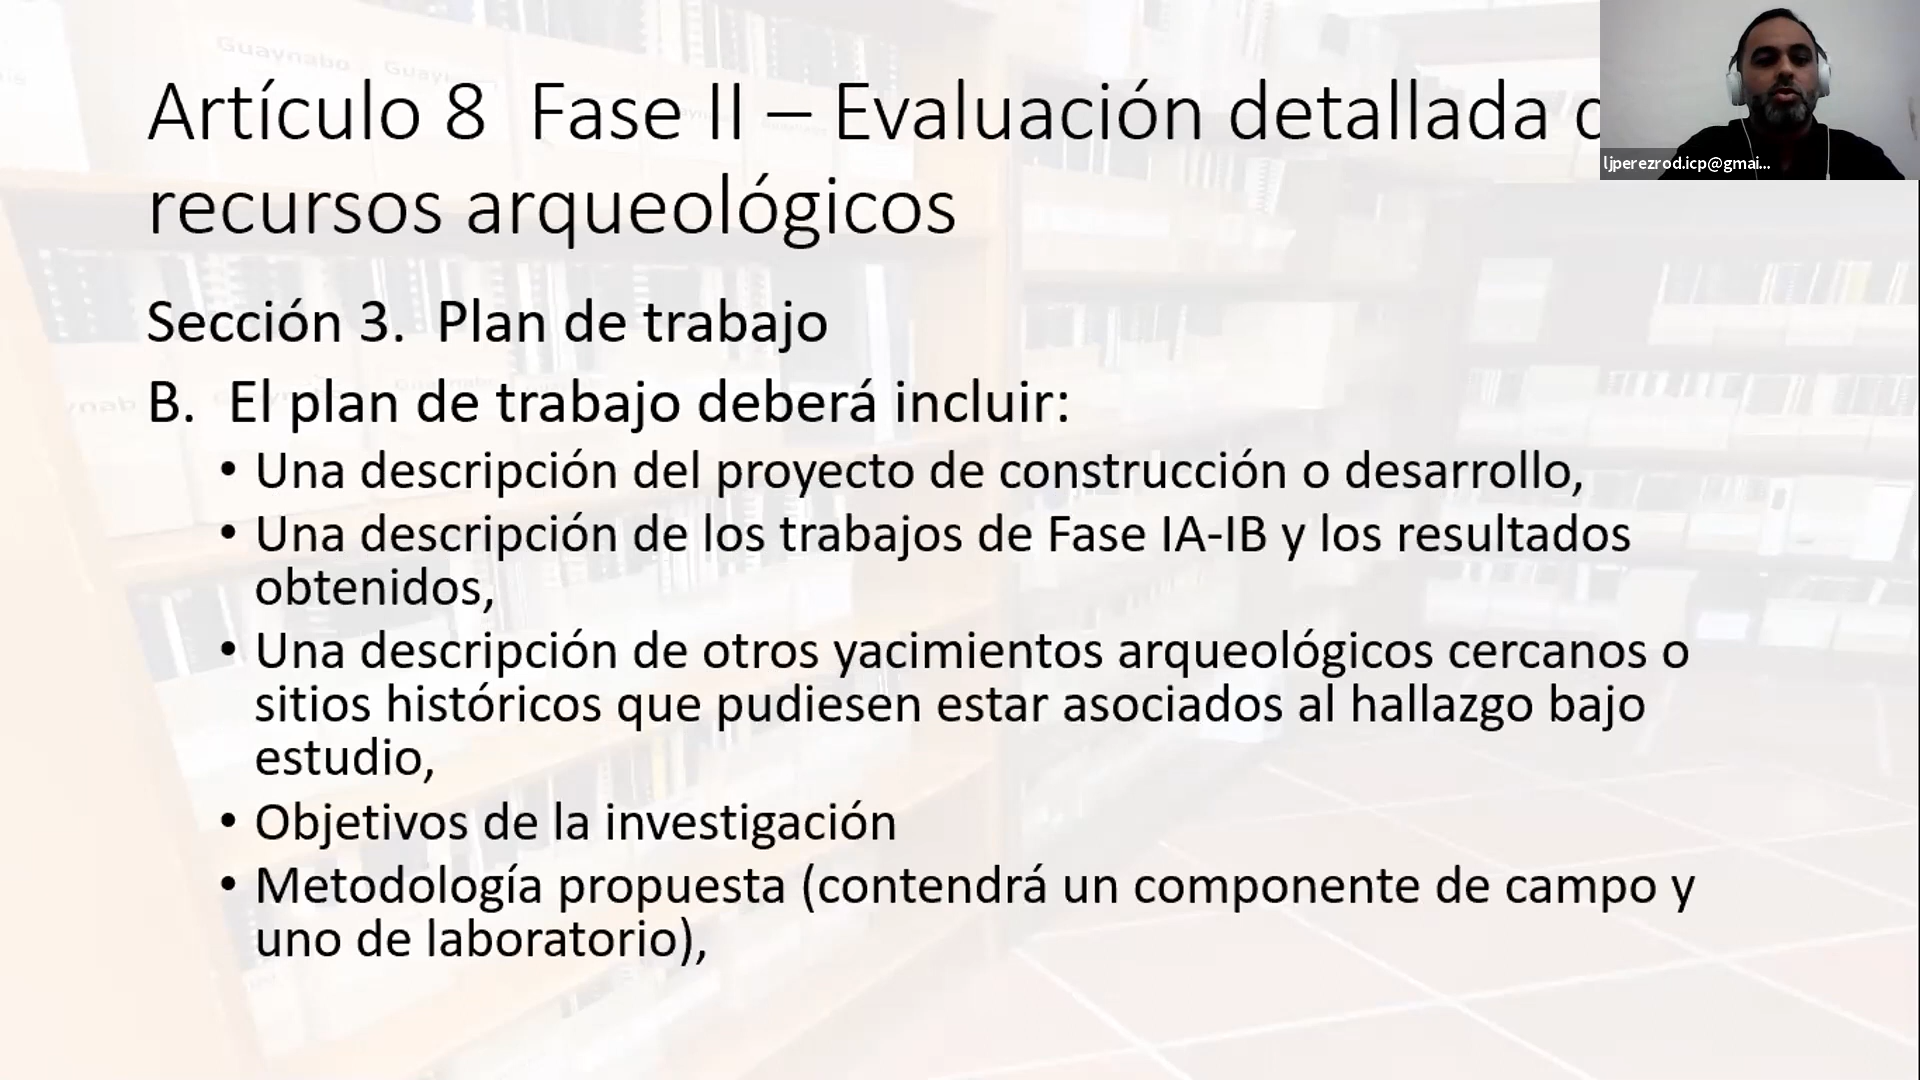 Artículo 8 Fase II – Evaluación detallada
recursos arqueológicos
ljperezrod.icp@gmai...
Sección 3. Plan de trabajo
B. El plan de trabajo deberá incluir:
• Una descripción del proyecto de construcción o desarrollo,
• Una descripción de los trabajos de Fase IA-IB y los resultados
obtenidos,
• Una descripción de otros yacimientos arqueológicos cercanos o
sitios históricos que pudiesen estar asociados al hallazgo bajo
estudio,
• Objetivos de la investigación
• Metodología propuesta (contendrá un componente de campo y
uno de laboratorio),
Guaynabo